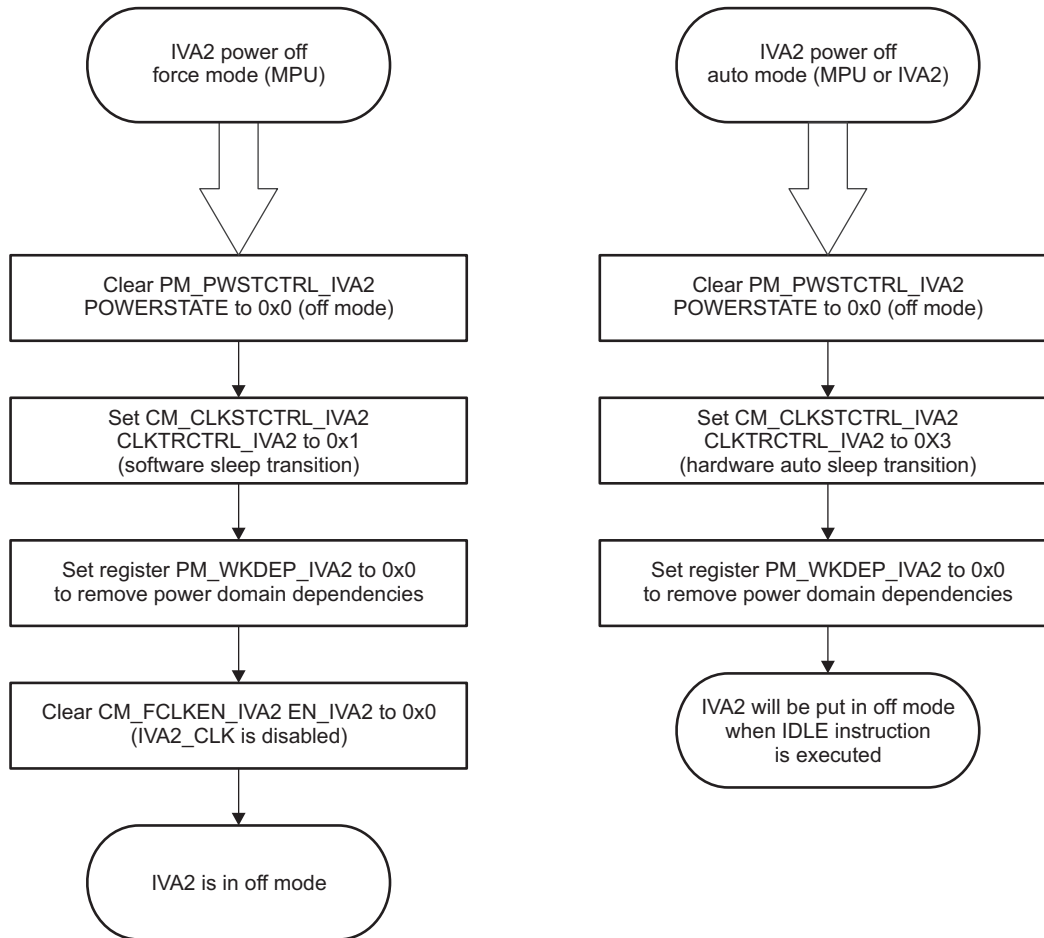 IVA2 power off
force mode (MPU)
Clear PM_PWSTCTRL_IVA2
POWERSTATE to 0x0 (off mode)
Set CM_CLKSTCTRL_IVA2
CLKTRCTRL_IVA2 to 0x1
(software sleep transition)
Set register PM_WKDEP_IVA2 to 0x0
to remove power domain dependencies
Clear CM_FCLKEN_IVA2 EN_IVA2 to 0x0
(IVA2_CLK is disabled)
IVA2 is in off mode
IVA2 power off
auto mode (MPU or IVA2)
Clear PM_PWSTCTRL_IVA2
POWERSTATE to 0x0 (off mode)
Set CM_CLKSTCTRL_IVA2
CLKTRCTRL_IVA2 to 0X3
(hardware auto sleep transition)
Set register PM_WKDEP_IVA2 to 0x0
to remove power domain dependencies
IVA2 will be put in off mode
when IDLE instruction
is executed